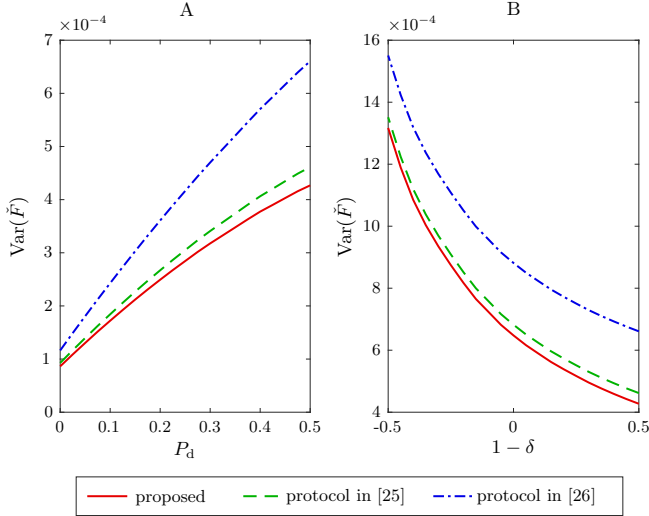 A
B
×10⁻⁴
×10⁻⁴
7
6
5
4
3
2
1
0
Var(F̌)
0
0.1
0.2
0.3
0.4
0.5
P_d
16
14
12
10
8
6
4
Var(F̌)
-0.5
0
0.5
1 − δ
proposed
protocol in [25]
protocol in [26]